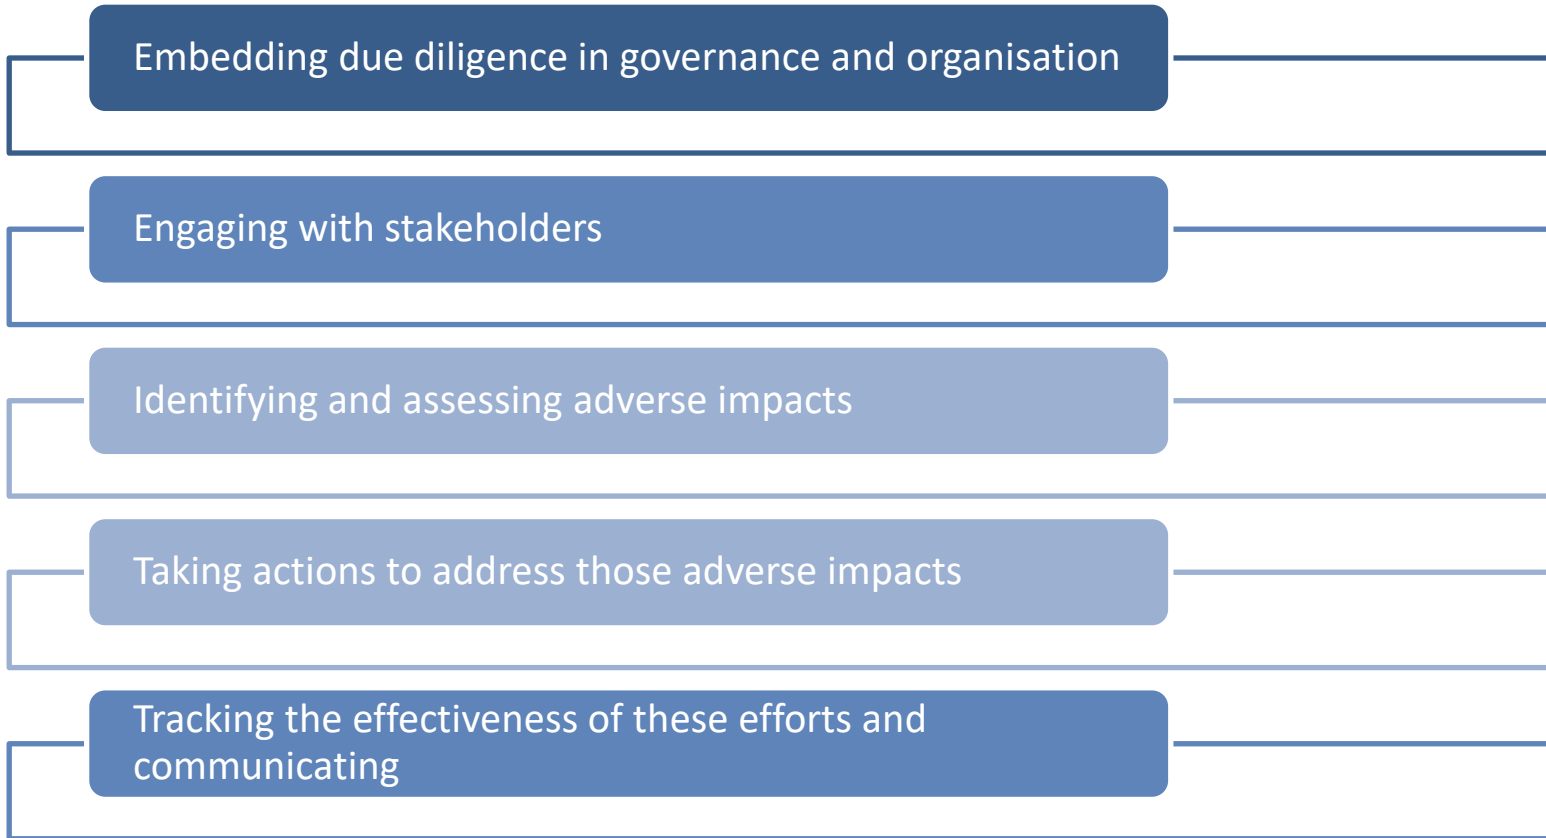 Embedding due diligence in governance and organisation
Engaging with stakeholders
Identifying and assessing adverse impacts
Taking actions to address those adverse impacts
Tracking the effectiveness of these efforts and
communicating